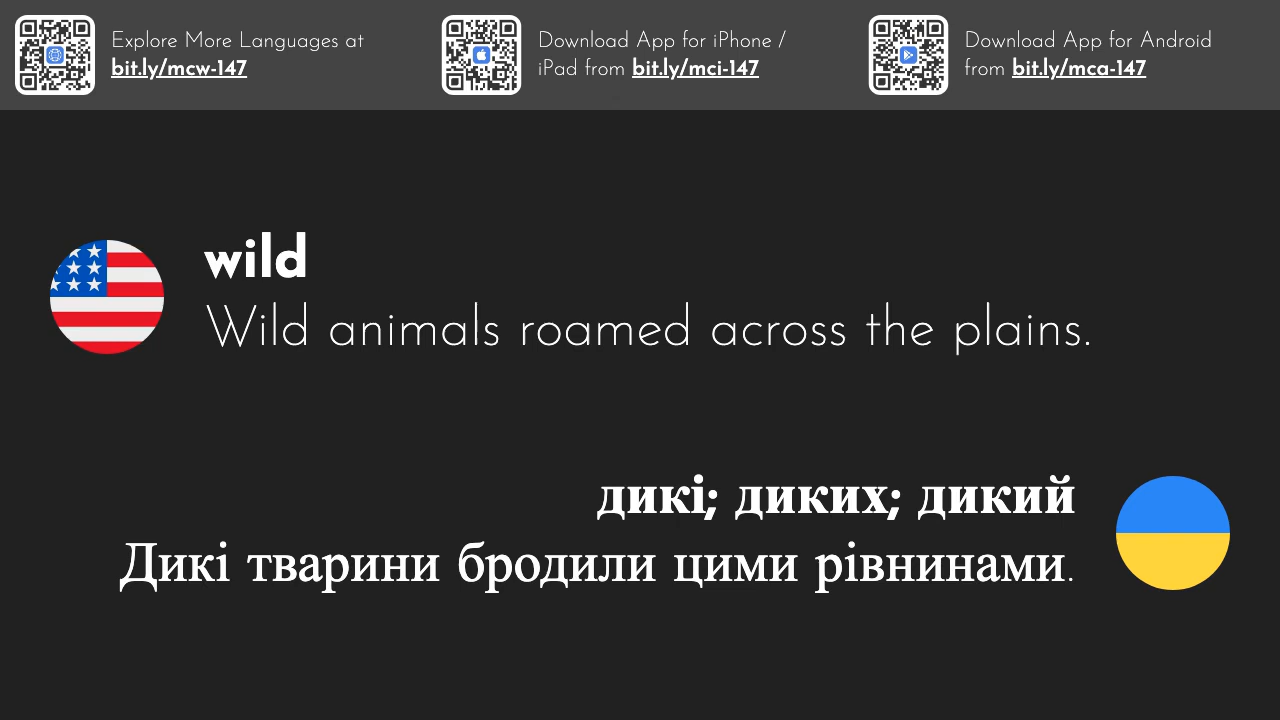 Explore More Languages at
bit.ly/mcw-147
Download App for iPhone /
iPad from bit.ly/mci-147
Download App for Android
from bit.ly/mca-147
wild
Wild animals roamed across the plains.
дикі; диких; дикий
Дикі тварини бродили цими рівнинами.